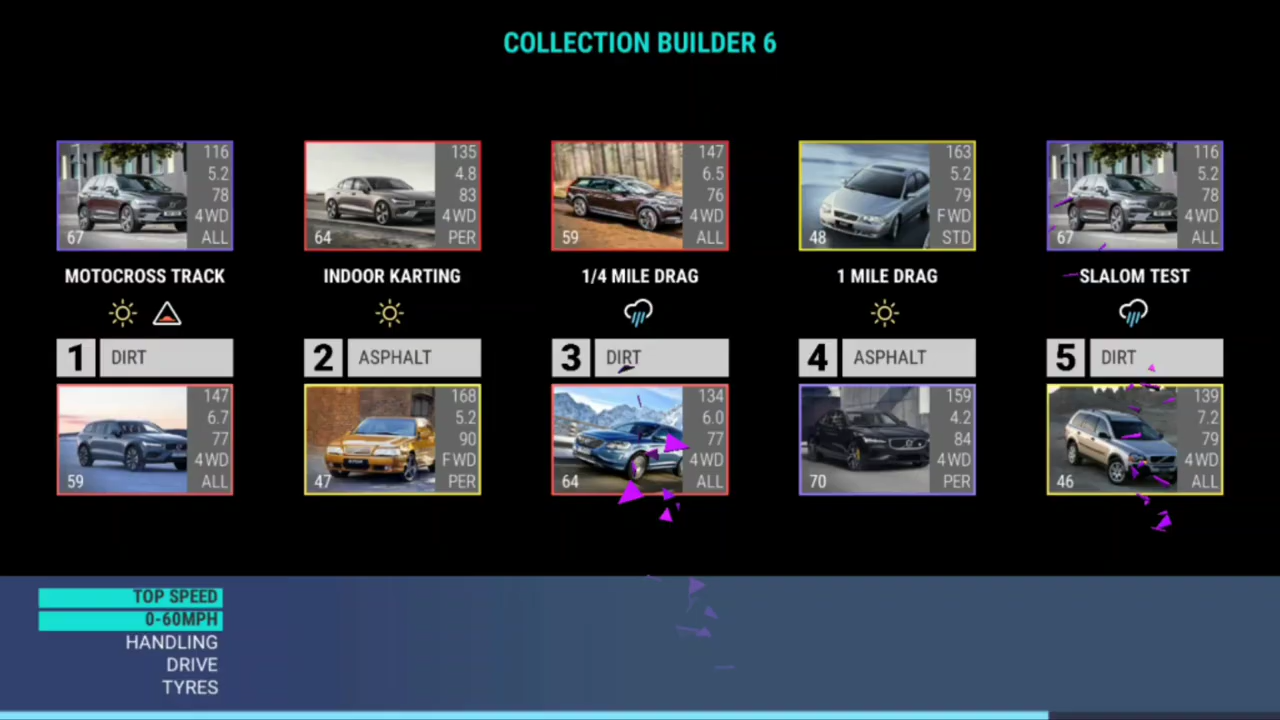 COLLECTION BUILDER 6
116
5.2
78
4WD
67 ALL
135
4.8
83
4WD
64 PER
147
6.5
76
4WD
59 ALL
163
5.2
79
FWD
48 STD
116
5.2
78
4WD
67 ALL
MOTOCROSS TRACK
INDOOR KARTING
1/4 MILE DRAG
1 MILE DRAG
SLALOM TEST
1 DIRT
2 ASPHALT
3 DIRT
4 ASPHALT
5 DIRT
147
6.7
77
4WD
59 ALL
168
5.2
90
FWD
47 PER
134
6.0
77
4WD
64 ALL
159
4.2
84
4WD
70 PER
139
7.2
79
4WD
46 ALL
TOP SPEED
0-60MPH
HANDLING
DRIVE
TYRES